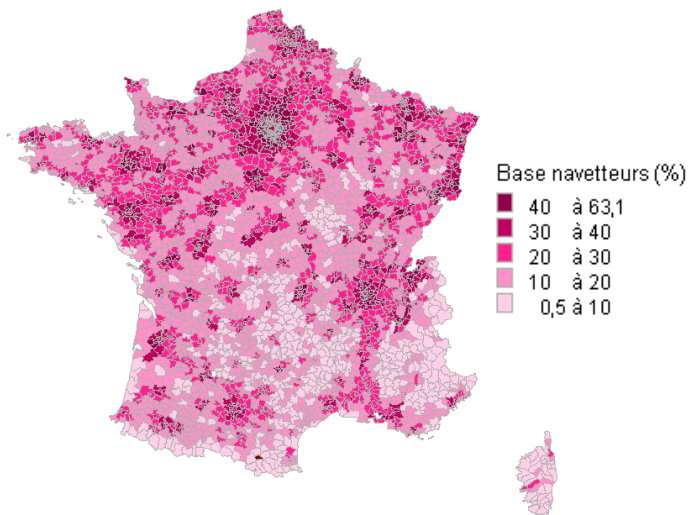 Base navetteurs (%)
40 à 63,1
30 à 40
20 à 30
10 à 20
0,5 à 10